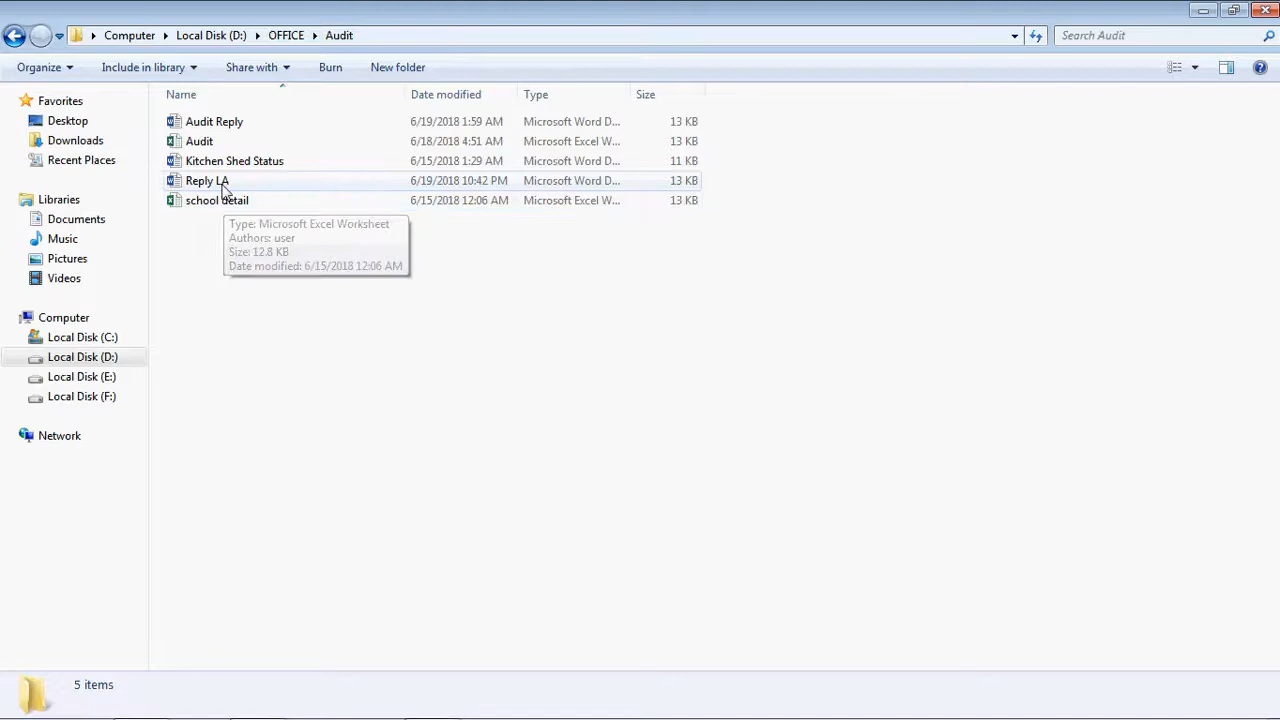 Computer Local Disk (D:) OFFICE Audit Search Audit
Organize Include in library Share with Burn New folder
Name Date modified Type Size
Favorites
Desktop
Downloads
Recent Places
Libraries
Documents
Music
Pictures
Videos
Computer
Local Disk (C:)
Local Disk (D:)
Local Disk (E:)
Local Disk (F:)
Network
Audit Reply 6/19/2018 1:59 AM Microsoft Word D... 13 KB
Audit 6/18/2018 4:51 AM Microsoft Excel W... 13 KB
Kitchen Shed Status 6/15/2018 1:29 AM Microsoft Word D... 11 KB
Reply LA 6/19/2018 10:42 PM Microsoft Word D... 13 KB
school detail 6/15/2018 12:06 AM Microsoft Excel W... 13 KB
Type: Microsoft Excel Worksheet
Authors: user
Size: 12.8 KB
Date modified: 6/15/2018 12:06 AM
5 items